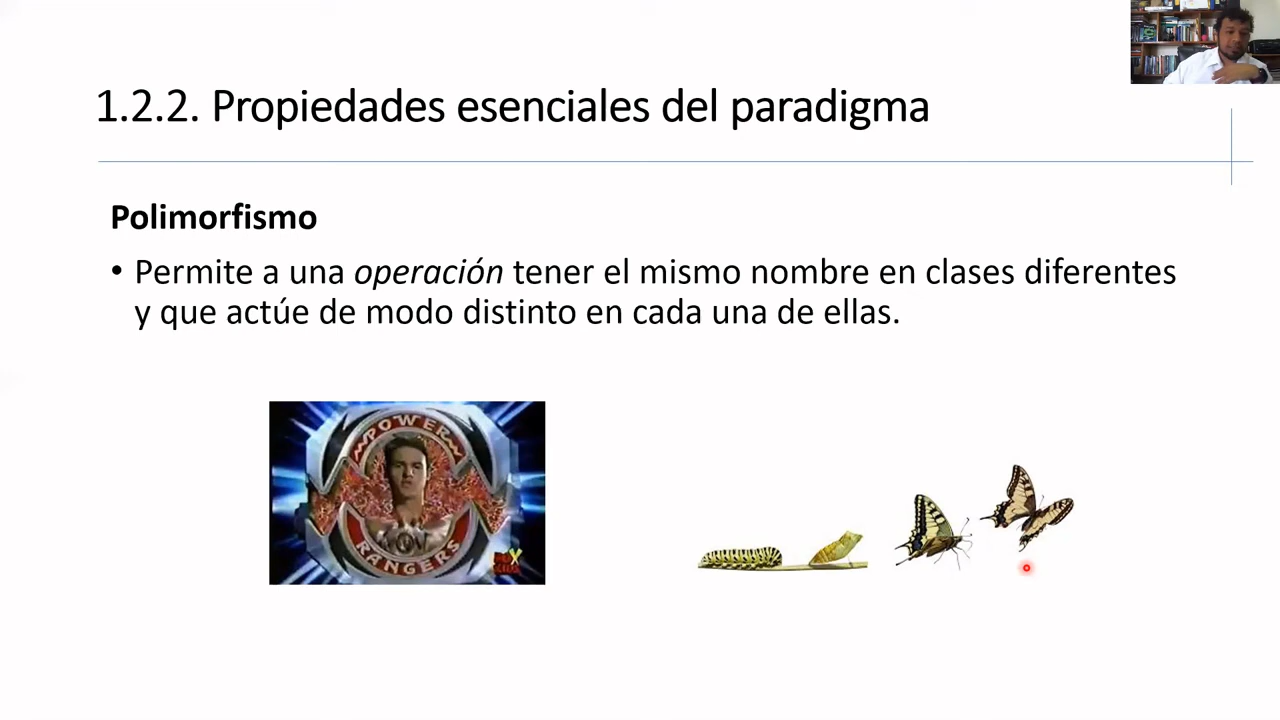 1.2.2. Propiedades esenciales del paradigma
Polimorfismo
• Permite a una operación tener el mismo nombre en clases diferentes
y que actúe de modo distinto en cada una de ellas.
POWER
RANGERS